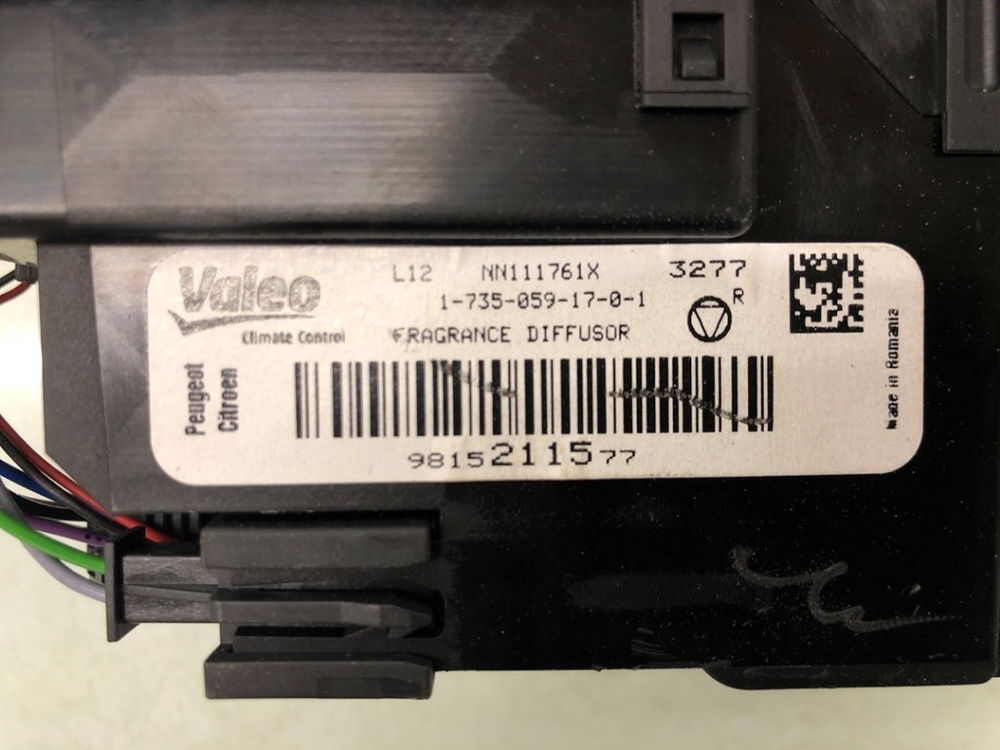 Valeo
Climate Control
L12 NN111761X 3277
1-735-059-17-0-1
R
FRAGRANCE DIFFUSOR
Peugeot
Citroen
9815211577
made in Romania